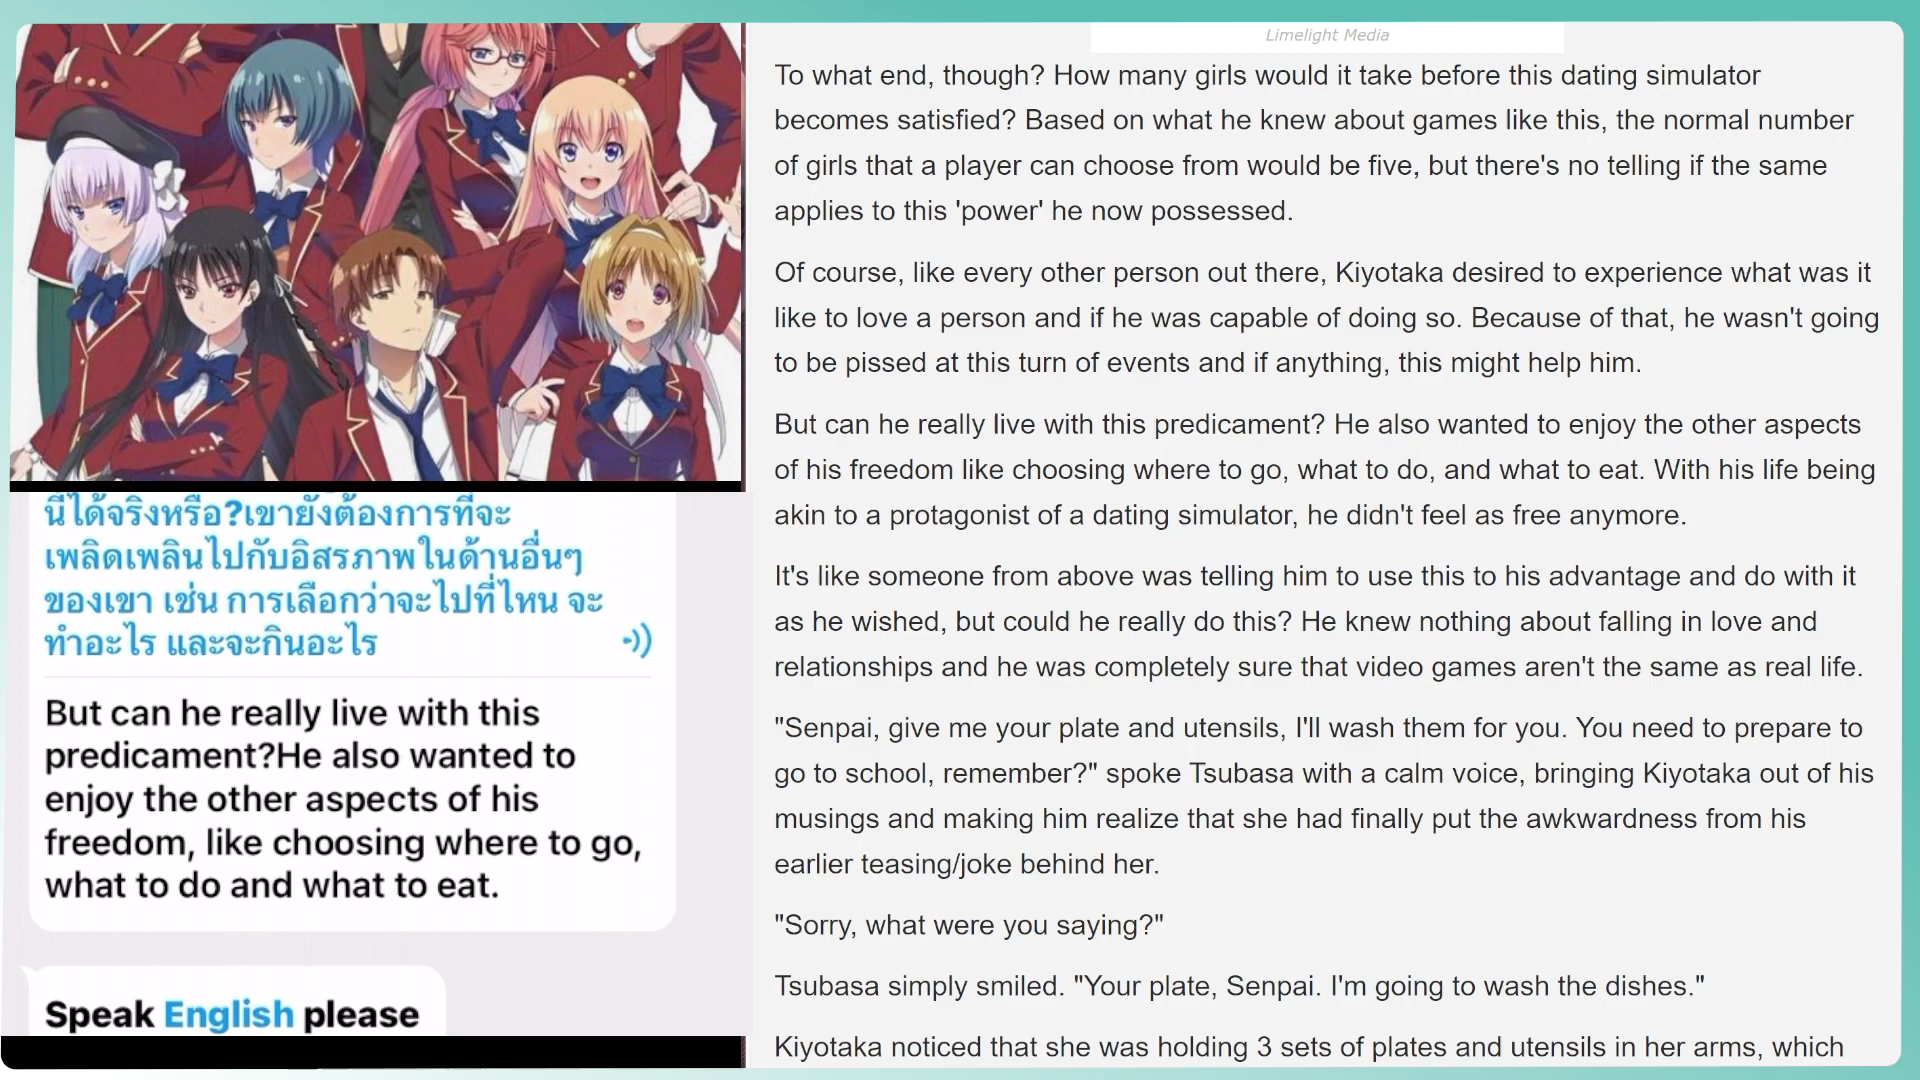 นี้ได้จริงหรือ?เขายังต้องการที่จะ
เพลิดเพลินไปกับอิสรภาพในด้านอื่นๆ
ของเขา เช่น การเลือกว่าจะไปที่ไหน จะ
ทำอะไร และจะกินอะไร
But can he really live with this
predicament?He also wanted to
enjoy the other aspects of his
freedom, like choosing where to go,
what to do and what to eat.
Speak English please
Limelight Media
To what end, though? How many girls would it take before this dating simulator
becomes satisfied? Based on what he knew about games like this, the normal number
of girls that a player can choose from would be five, but there's no telling if the same
applies to this 'power' he now possessed.
Of course, like every other person out there, Kiyotaka desired to experience what was it
like to love a person and if he was capable of doing so. Because of that, he wasn't going
to be pissed at this turn of events and if anything, this might help him.
But can he really live with this predicament? He also wanted to enjoy the other aspects
of his freedom like choosing where to go, what to do, and what to eat. With his life being
akin to a protagonist of a dating simulator, he didn't feel as free anymore.
It's like someone from above was telling him to use this to his advantage and do with it
as he wished, but could he really do this? He knew nothing about falling in love and
relationships and he was completely sure that video games aren't the same as real life.
"Senpai, give me your plate and utensils, I'll wash them for you. You need to prepare to
go to school, remember?" spoke Tsubasa with a calm voice, bringing Kiyotaka out of his
musings and making him realize that she had finally put the awkwardness from his
earlier teasing/joke behind her.
"Sorry, what were you saying?"
Tsubasa simply smiled. "Your plate, Senpai. I'm going to wash the dishes."
Kiyotaka noticed that she was holding 3 sets of plates and utensils in her arms, which